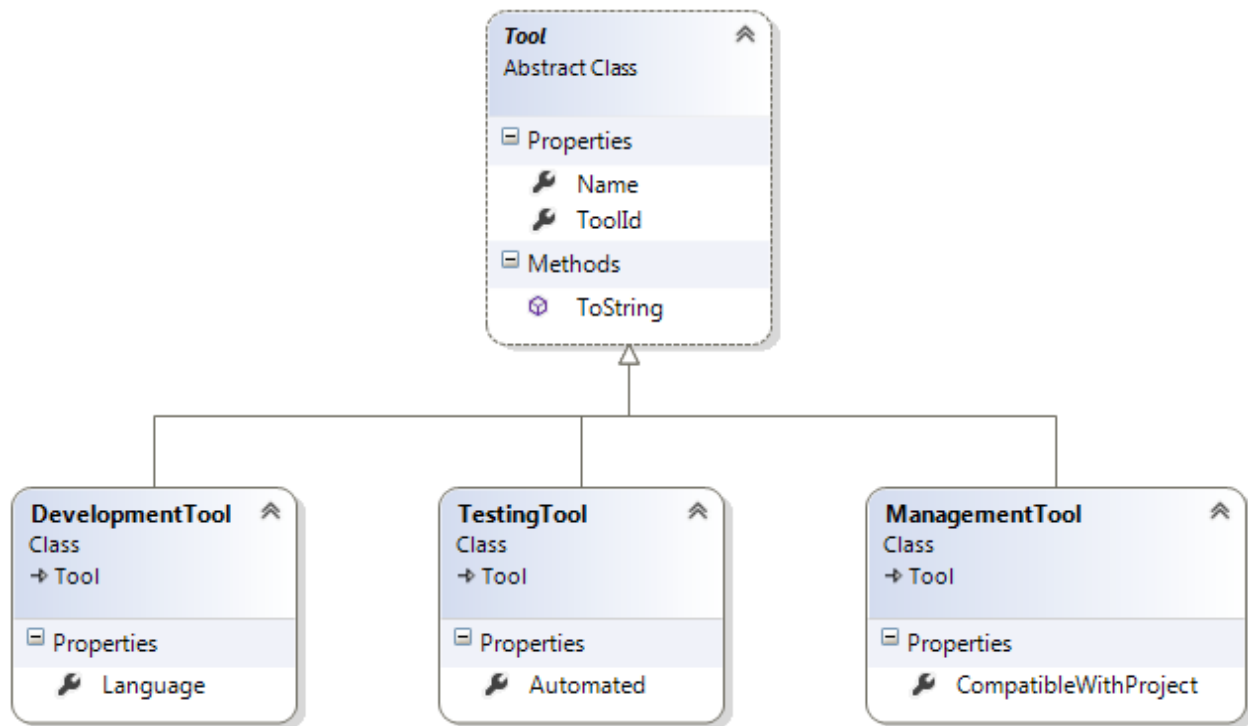 Tool
Abstract Class
Properties
Name
ToolId
Methods
ToString
DevelopmentTool
Class
Tool
Properties
Language
TestingTool
Class
Tool
Properties
Automated
ManagementTool
Class
Tool
Properties
CompatibleWithProject